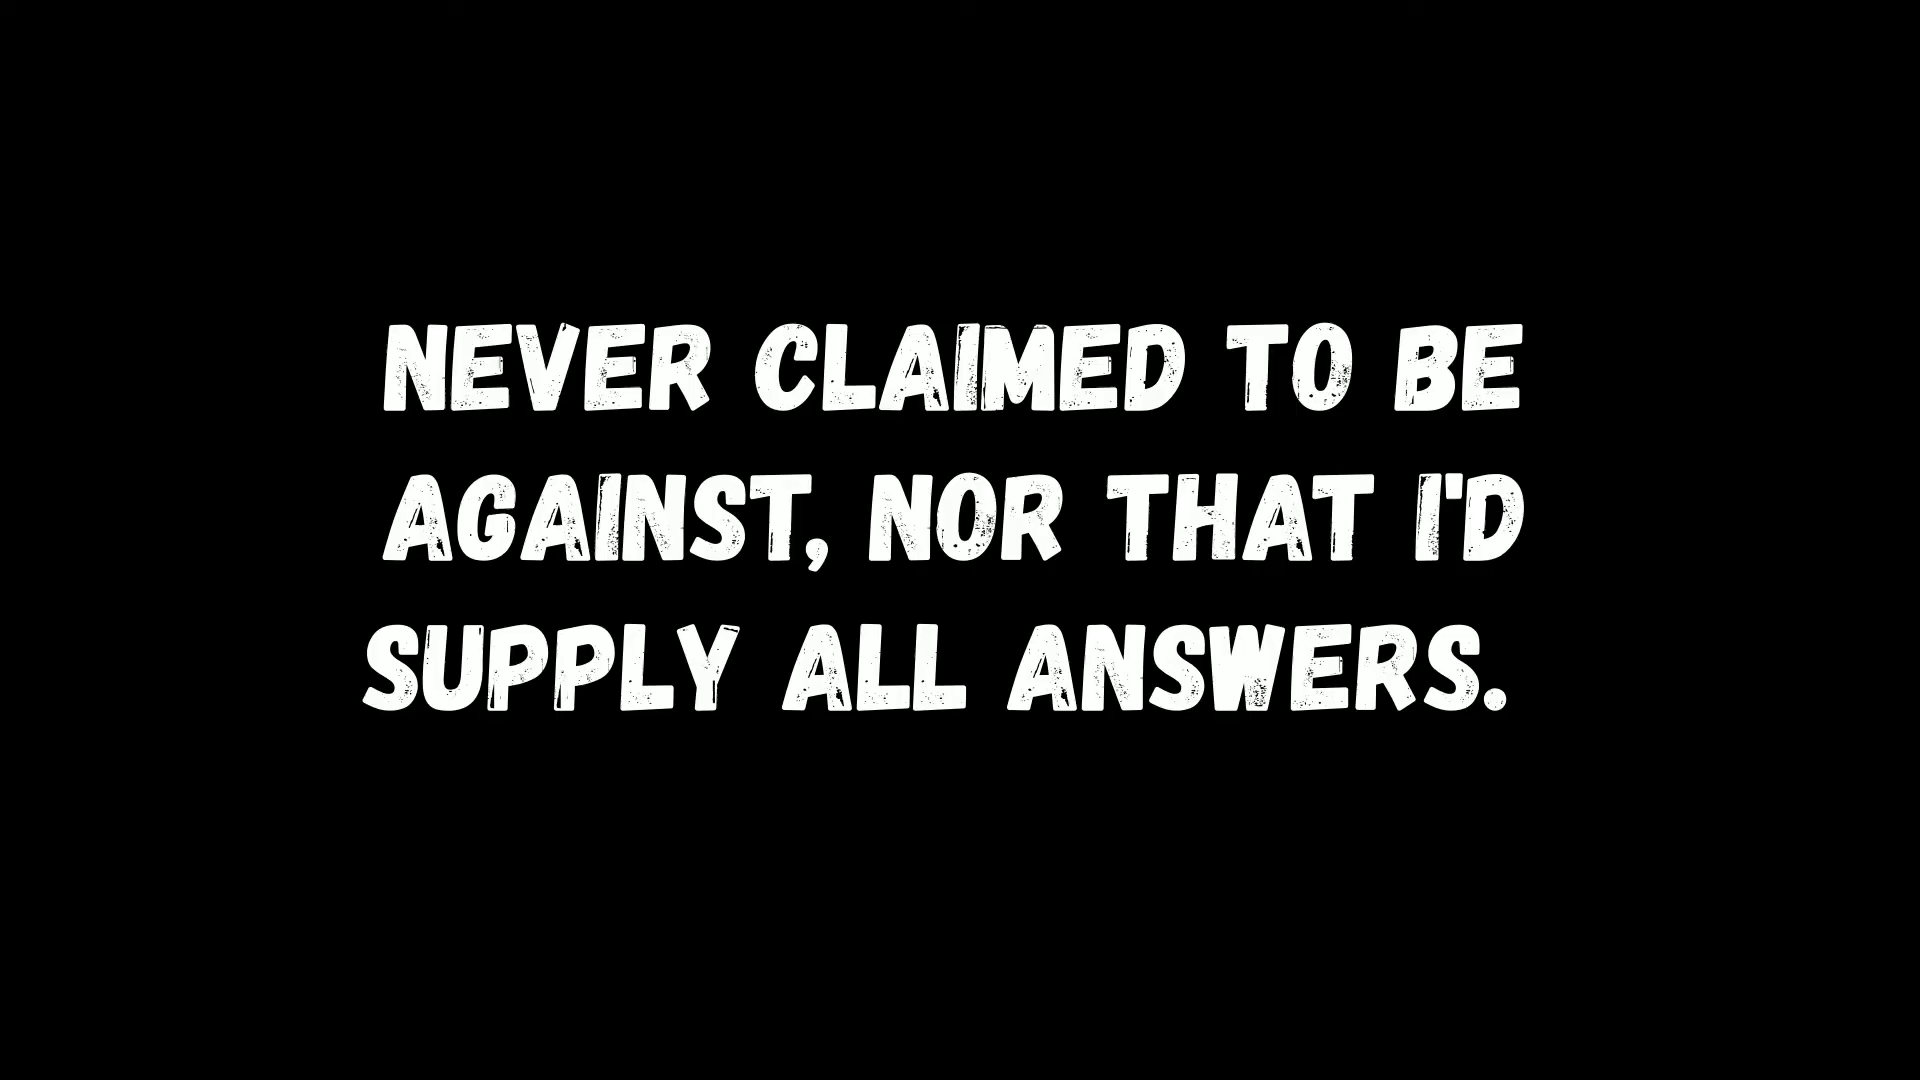 NEVER CLAIMED TO BE
AGAINST, NOR THAT I'D
SUPPLY ALL ANSWERS.